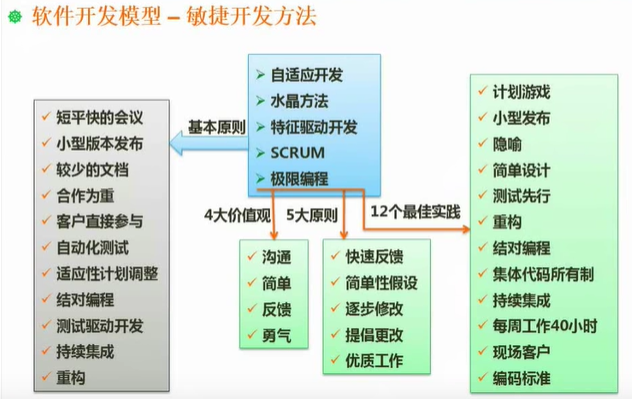 软件开发模型 – 敏捷开发方法
短平快的会议
小型版本发布
较少的文档
合作为重
客户直接参与
自动化测试
适应性计划调整
结对编程
测试驱动开发
持续集成
重构
基本原则
自适应开发
水晶方法
特征驱动开发
SCRUM
极限编程
4大价值观
沟通
简单
反馈
勇气
5大原则
快速反馈
简单性假设
逐步修改
提倡更改
优质工作
12个最佳实践
计划游戏
小型发布
隐喻
简单设计
测试先行
重构
结对编程
集体代码所有制
持续集成
每周工作40小时
现场客户
编码标准